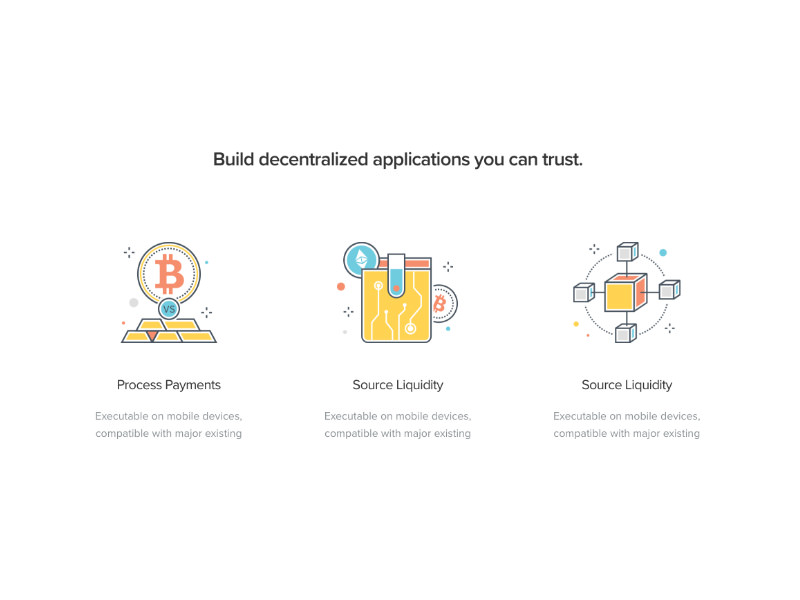 Build decentralized applications you can trust.
VS
Process Payments
Executable on mobile devices,
compatible with major existing
Source Liquidity
Executable on mobile devices,
compatible with major existing
Source Liquidity
Executable on mobile devices,
compatible with major existing